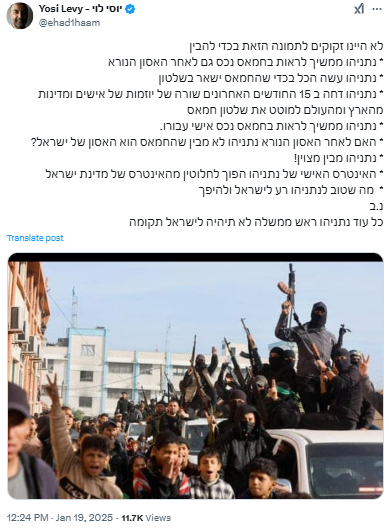 Yosi Levy - יוסי לוי
@ehad1haam
לא היינו זקוקים לתמונה הזאת בכדי להבין
* נתניהו ממשיך לראות בחמאס נכס גם לאחר האסון הנורא
* נתניהו עשה הכל בכדי שהחמאס ישאר בשלטון
* נתניהו דחה ב 15 החודשים האחרונים שורה של יוזמות של אישים ומדינות
מהארץ ומהעולם למוטט את שלטון חמאס
* נתניהו ממשיך לראות בחמאס נכס אישי עבורו.
* האם לאחר האסון הנורא נתניהו לא מבין שהחמאס הוא האסון של ישראל?
* נתניהו מבין מצוין!
* האינטרס האישי של נתניהו הפוך לחלוטין מהאינטרס של מדינת ישראל
* מה שטוב לנתניהו רע לישראל ולהיפך
נ.ב
כל עוד נתניהו ראש ממשלה לא תיהיה לישראל תקומה
Translate post
12:24 PM · Jan 19, 2025 · 11.7K Views